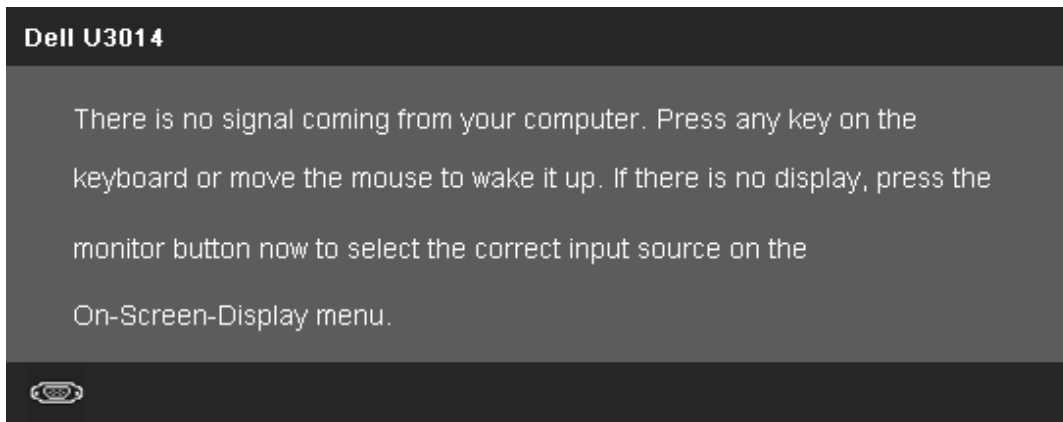 Dell U3014
There is no signal coming from your computer. Press any key on the
keyboard or move the mouse to wake it up. If there is no display, press the
monitor button now to select the correct input source on the
On-Screen-Display menu.